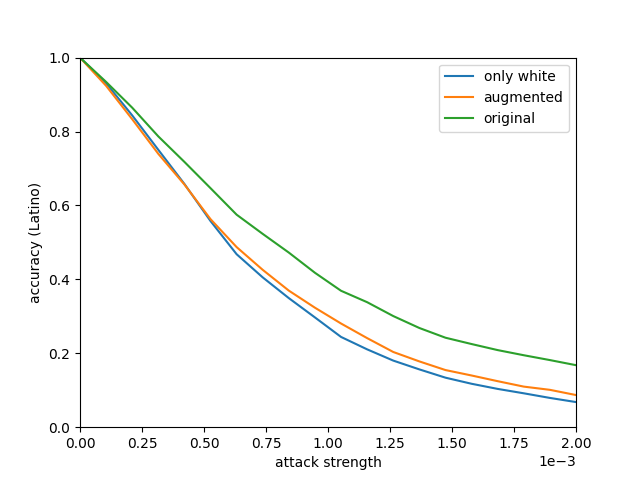 1.0
0.8
0.6
0.4
0.2
0.0
accuracy (Latino)
only white
augmented
original
0.00 0.25 0.50 0.75 1.00 1.25 1.50 1.75 2.00
attack strength
1e−3